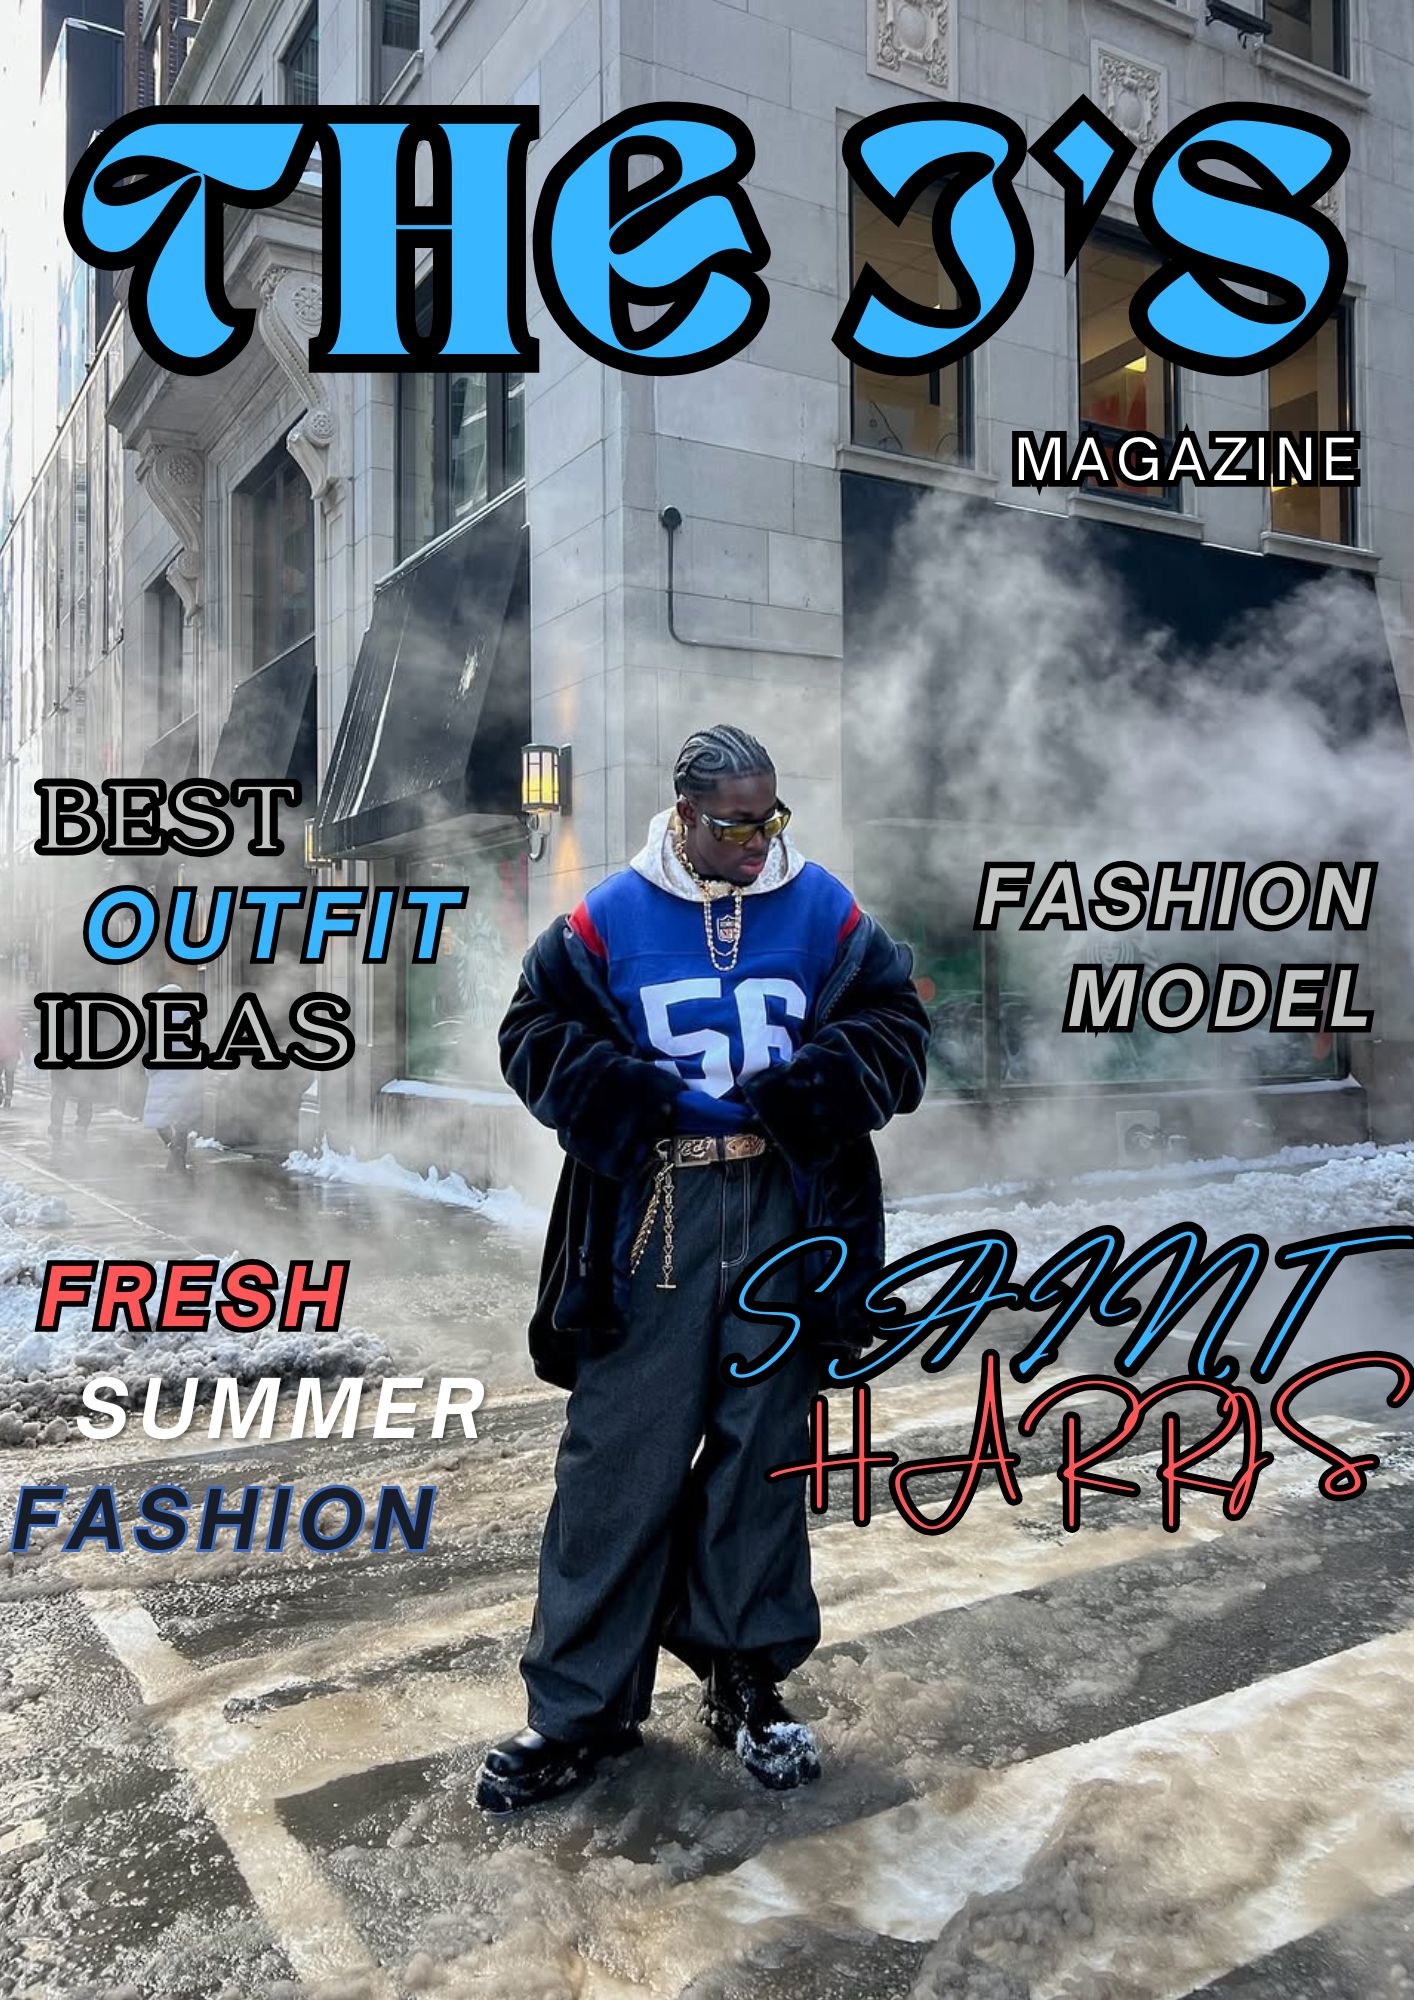 THE J'S
MAGAZINE
BEST
OUTFIT
IDEAS
FASHION
MODEL
56
FRESH
SUMMER
FASHION
SAINT
HARRIS